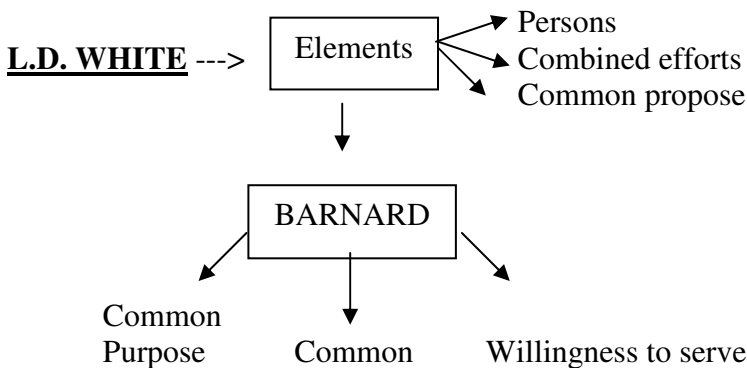 Persons
L.D. WHITE ---> Elements Combined efforts
Common propose
BARNARD
Common
Purpose Common Willingness to serve